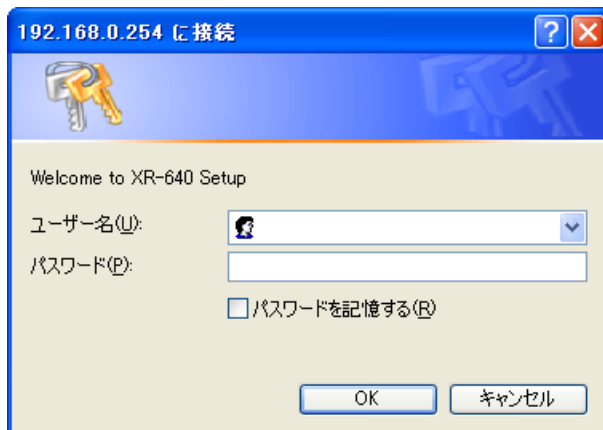 192.168.0.254 に接続
Welcome to XR-640 Setup
ユーザー名(U):
パスワード(P):
パスワードを記憶する(R)
OK
キャンセル